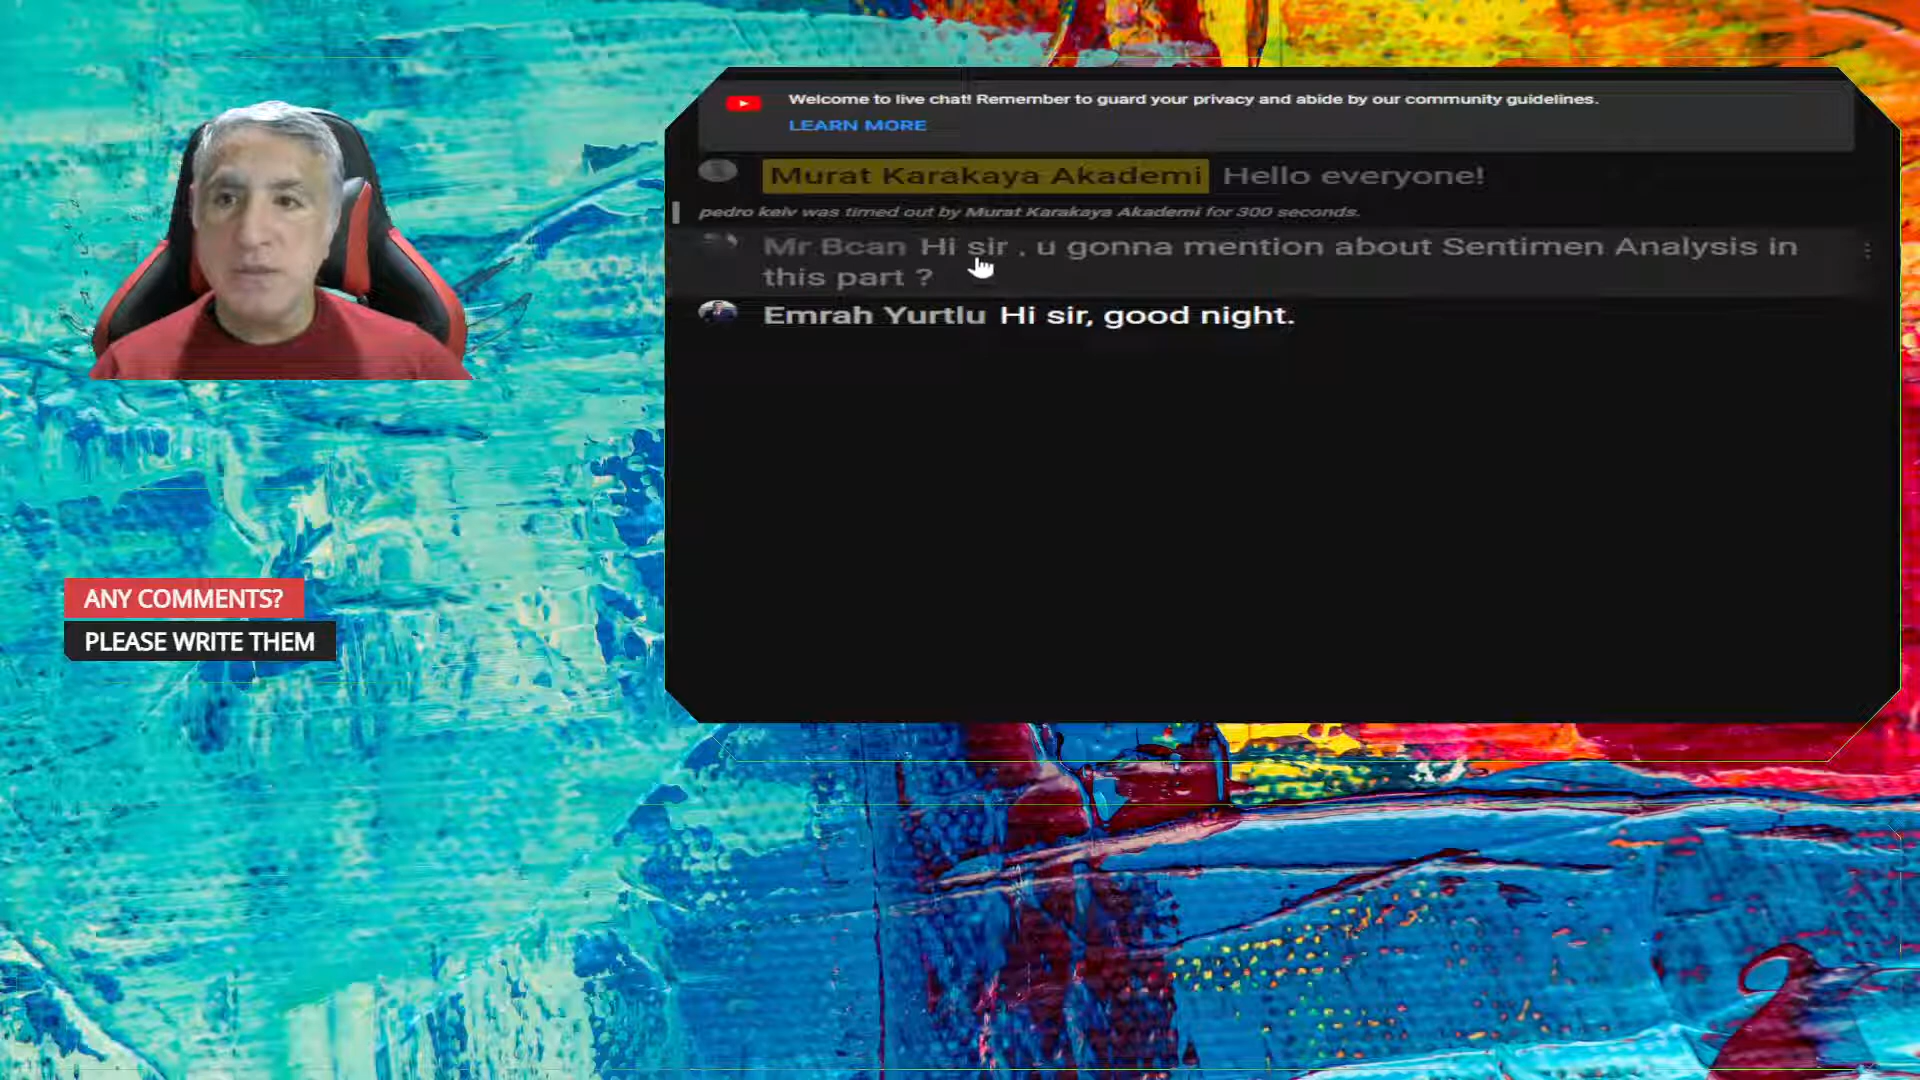 Welcome to live chat! Remember to guard your privacy and abide by our community guidelines.
LEARN MORE
Murat Karakaya Akademi Hello everyone!
pedro kelv was timed out by Murat Karakaya Akademi for 300 seconds.
Mr Bcan Hi sir , u gonna mention about Sentimen Analysis in
this part ?
Emrah Yurtlu Hi sir, good night.
ANY COMMENTS?
PLEASE WRITE THEM